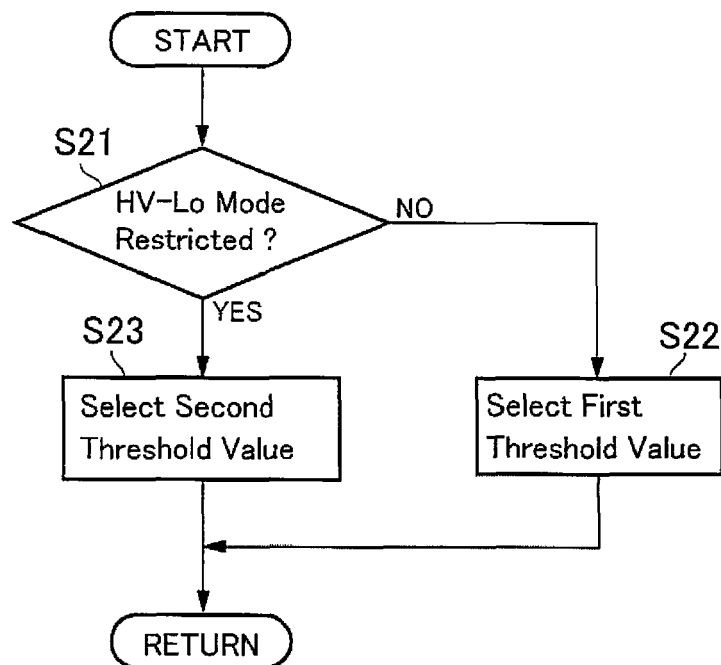 START
S21
HV-Lo Mode
Restricted ?
NO
YES
S23
Select Second
Threshold Value
S22
Select First
Threshold Value
RETURN